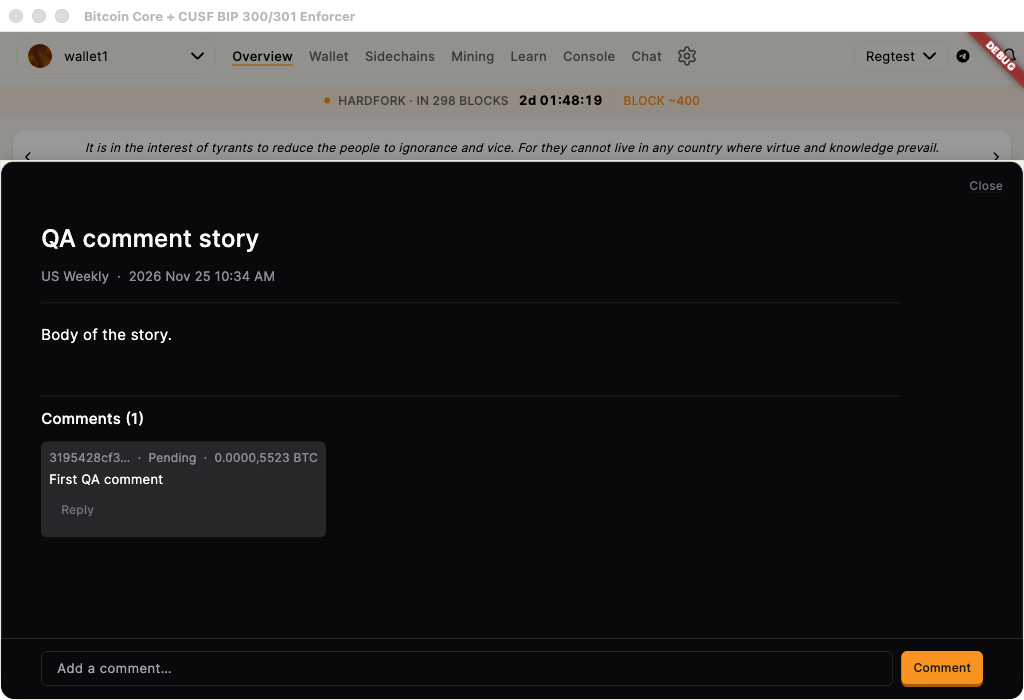 Bitcoin Core + CUSF BIP 300/301 Enforcer
wallet1 Overview Wallet Sidechains Mining Learn Console Chat Regtest DEBUG
HARDFORK · IN 298 BLOCKS 2d 01:48:19 BLOCK ~400
It is in the interest of tyrants to reduce the people to ignorance and vice. For they cannot live in any country where virtue and knowledge prevail.
Close
QA comment story
US Weekly · 2026 Nov 25 10:34 AM
Body of the story.
Comments (1)
3195428cf3... · Pending · 0.0000,5523 BTC
First QA comment
Reply
Add a comment...
Comment